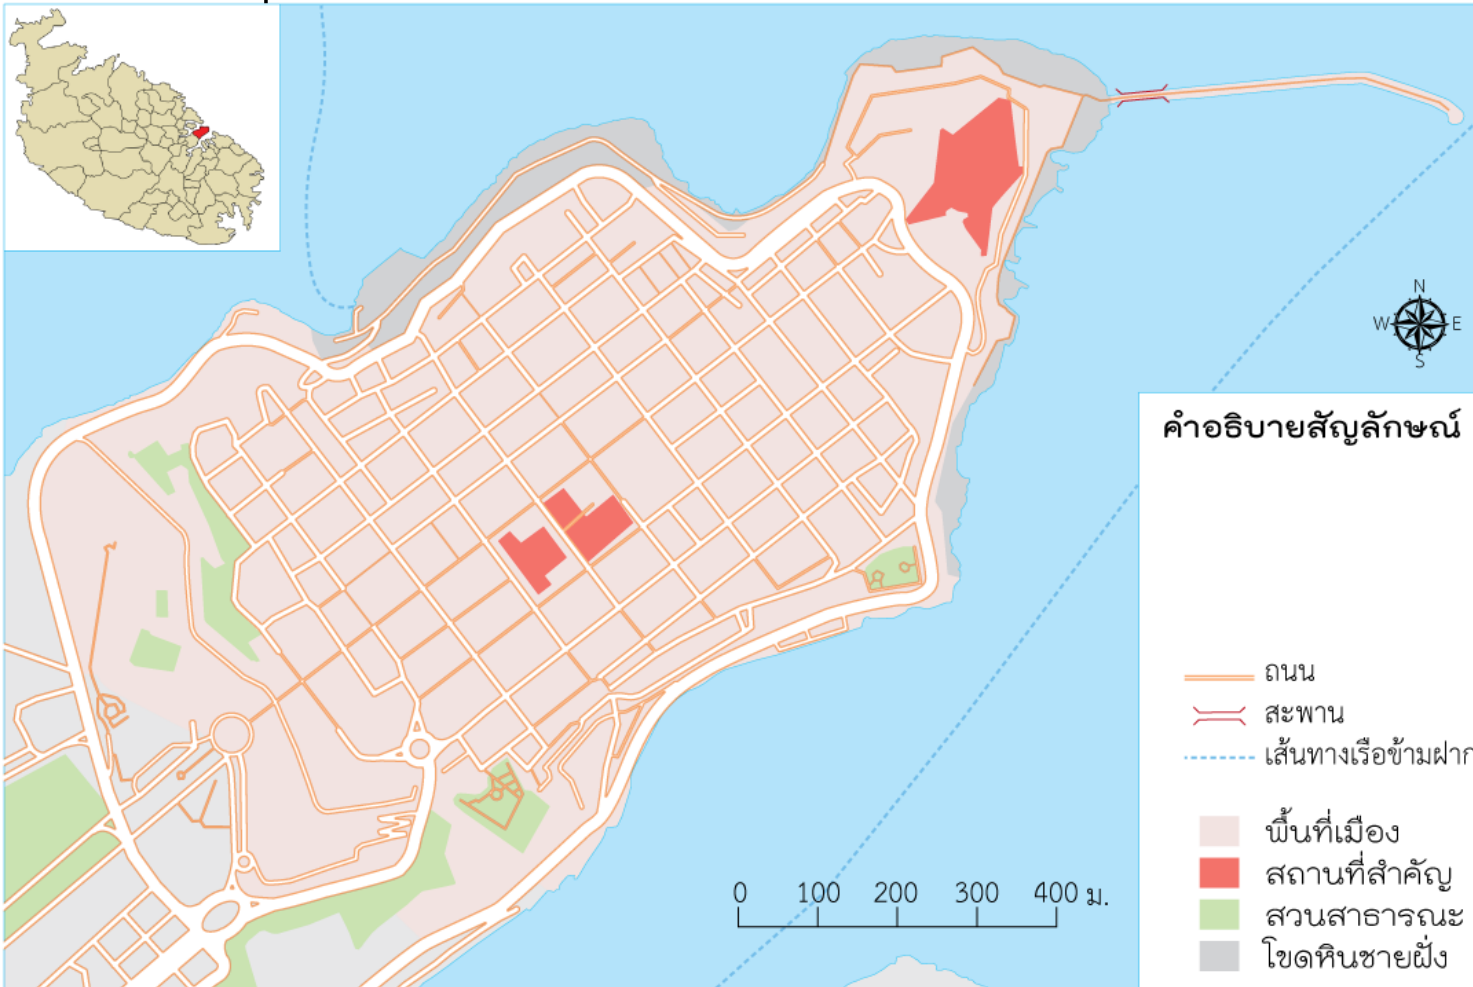 N
W E
S
คำอธิบายสัญลักษณ์
ถนน
สะพาน
เส้นทางเรือข้ามฝาก
พื้นที่เมือง
สถานที่สำคัญ
สวนสาธารณะ
โขดหินชายฝั่ง
0 100 200 300 400 ม.